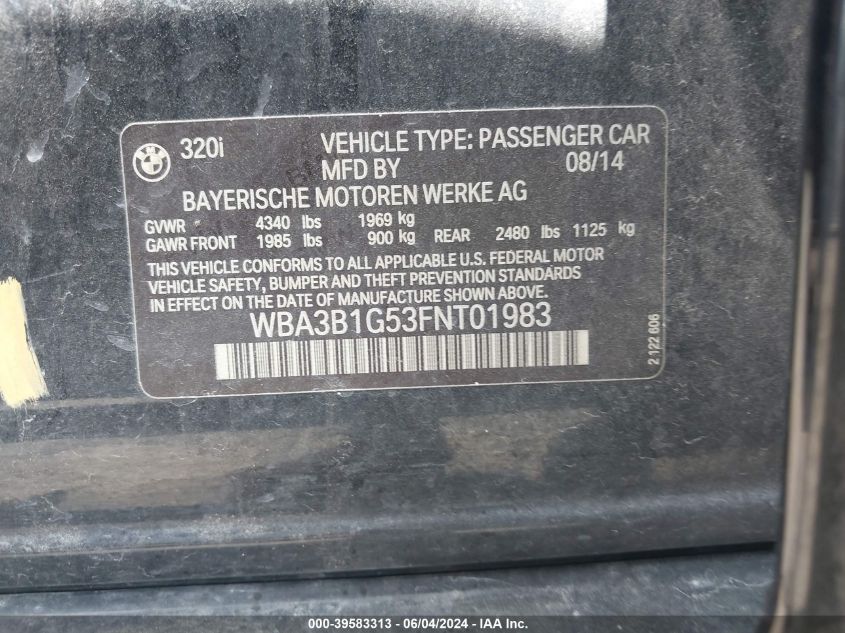 320i VEHICLE TYPE: PASSENGER CAR
MFD BY 08/14
BAYERISCHE MOTOREN WERKE AG
GVWR 4340 lbs 1969 kg
GAWR FRONT 1985 lbs 900 kg REAR 2480 lbs 1125 kg
THIS VEHICLE CONFORMS TO ALL APPLICABLE U.S. FEDERAL MOTOR
VEHICLE SAFETY, BUMPER AND THEFT PREVENTION STANDARDS
IN EFFECT ON THE DATE OF MANUFACTURE SHOWN ABOVE.
WBA3B1G53FNT01983
2 122 606
000-39583313 - 06/04/2024 - IAA Inc.